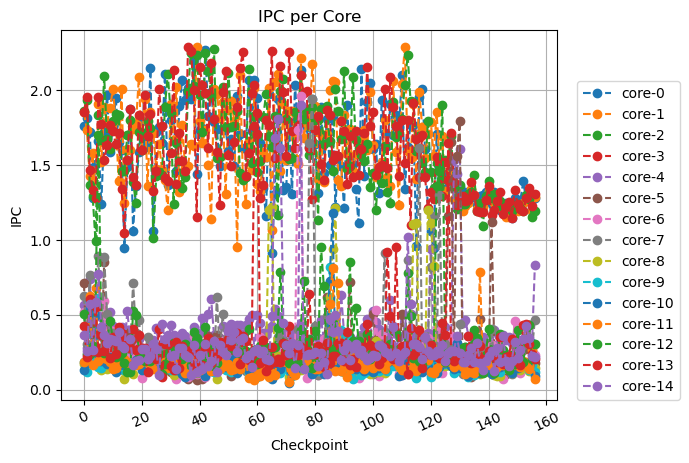 IPC per Core
2.0
1.5
1.0
0.5
0.0
IPC
0
20
40
60
80
100
120
140
160
Checkpoint
core-0
core-1
core-2
core-3
core-4
core-5
core-6
core-7
core-8
core-9
core-10
core-11
core-12
core-13
core-14